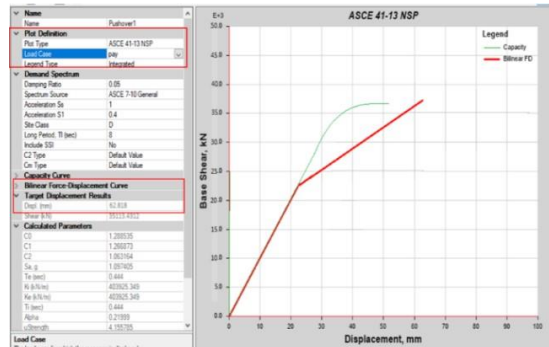 Name
Name Pushover1
Plot Definition
Plot Type ASCE 41-13 NSP
Load Case pay
Legend Type Integrated
Demand Spectrum
Damping Ratio 0.05
Spectrum Source ASCE 7-10 General
Acceleration Ss 1
Acceleration S1 0.4
Site Class D
Long Period, Tl (sec) 8
Include SSI No
C2 Type Default Value
Cm Type Default Value
Capacity Curve
Bilinear Force-Displacement Curve
Target Displacement Results
Displ. (mm) 62.818
Shear (kN)
Calculated Parameters
C0
C1 1.266873
C2 1.063164
Sa, g 1.097405
Te (sec) 0.444
Ki (kN/m) 403925.349
Ke (kN/m) 403925.349
Ti (sec) 0.444
Alpha
uStrength
Load Case
ASCE 41-13 NSP
E+3
50.0
45.0
40.0
35.0
30.0
25.0
20.0
15.0
10.0
5.0
0.0
0 10 20 30 40 50 60 70 80 90 100
Base Shear, kN
Displacement, mm
Legend
Capacity
Bilinear FD